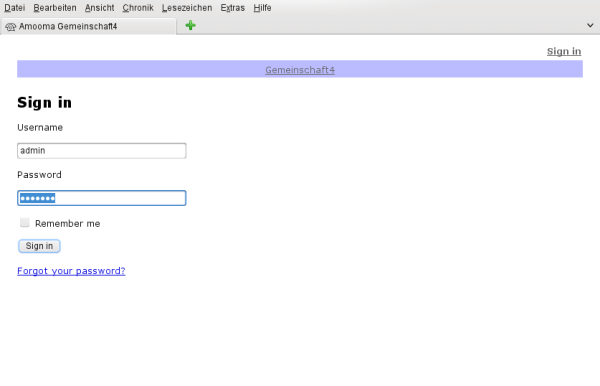 Datei Bearbeiten Ansicht Chronik Lesezeichen Extras Hilfe
Amooma Gemeinschaft4
Sign in
Gemeinschaft4
Sign in
Username
admin
Password
•••••••
Remember me
Sign in
Forgot your password?